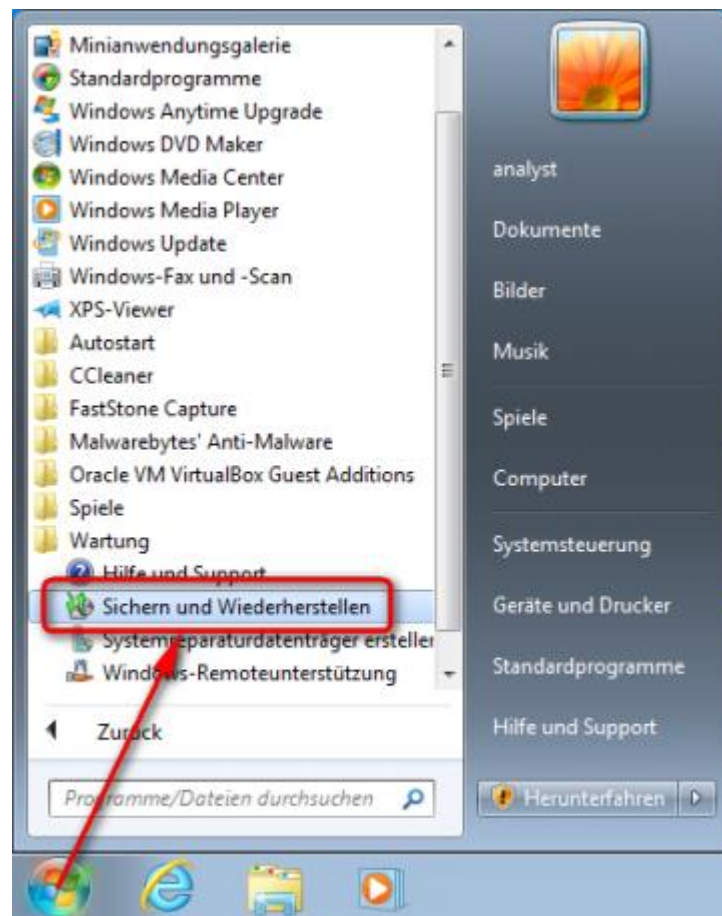 Minianwendungsgalerie
Standardprogramme
Windows Anytime Upgrade
Windows DVD Maker
Windows Media Center
Windows Media Player
Windows Update
Windows-Fax und -Scan
XPS-Viewer
Autostart
CCleaner
FastStone Capture
Malwarebytes' Anti-Malware
Oracle VM VirtualBox Guest Additions
Spiele
Wartung
Hilfe und Support
Sichern und Wiederherstellen
Systemreparaturdatenträger erstellen
Windows-Remoteunterstützung
Zurück
Programme/Dateien durchsuchen
analyst
Dokumente
Bilder
Musik
Spiele
Computer
Systemsteuerung
Geräte und Drucker
Standardprogramme
Hilfe und Support
Herunterfahren